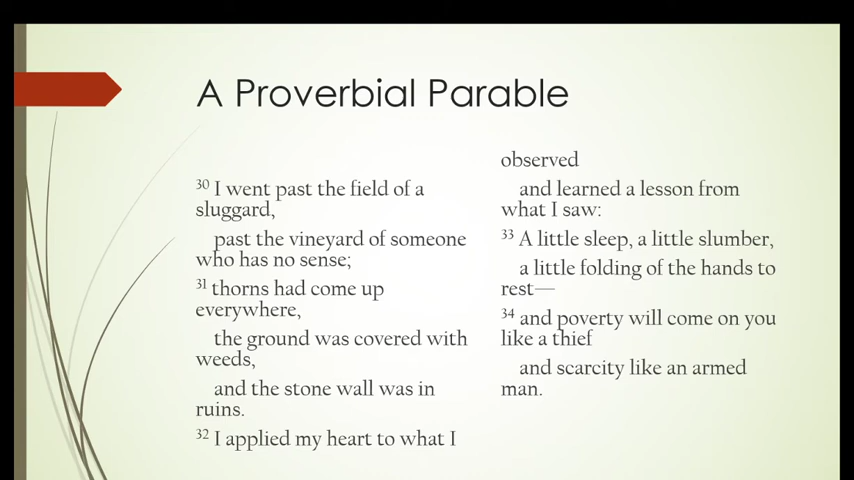 A Proverbial Parable
30 I went past the field of a
sluggard,
past the vineyard of someone
who has no sense;
31 thorns had come up
everywhere,
the ground was covered with
weeds,
and the stone wall was in
ruins.
32 I applied my heart to what I
observed
and learned a lesson from
what I saw:
33 A little sleep, a little slumber,
a little folding of the hands to
rest—
34 and poverty will come on you
like a thief
and scarcity like an armed
man.